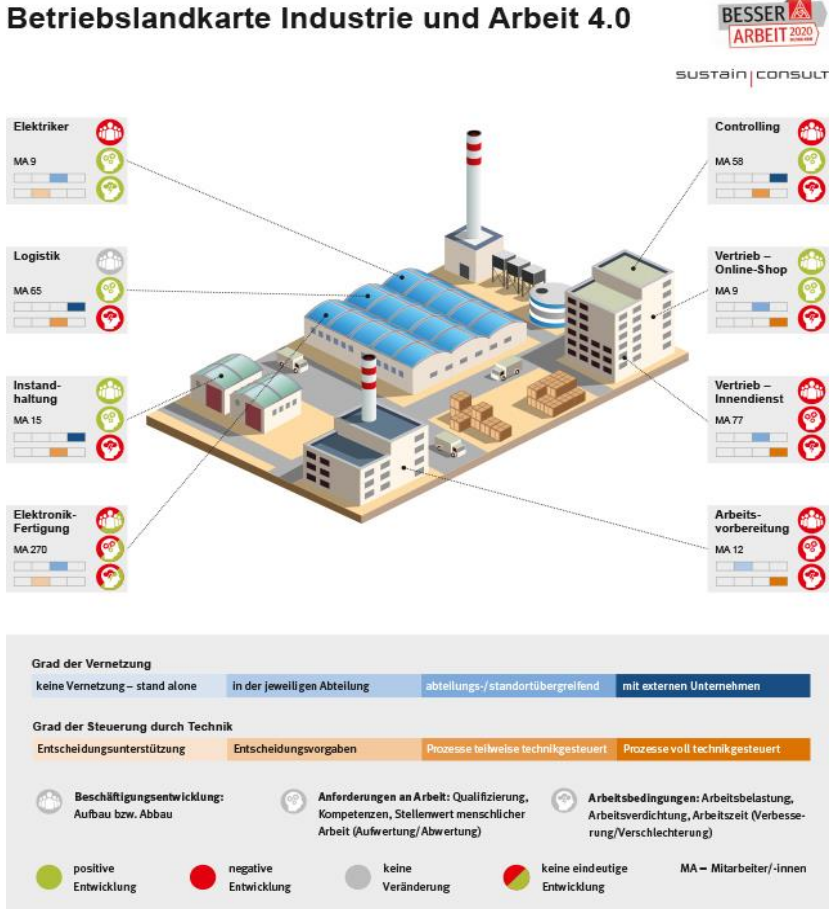 Betriebslandkarte Industrie und Arbeit 4.0
BESSER
ARBEIT 2020
sustain|consult
Elektriker
MA 9
Logistik
MA 65
Instand-
haltung
MA 15
Elektronik-
Fertigung
MA 270
Controlling
MA 58
Vertrieb –
Online-Shop
MA 9
Vertrieb –
Innendienst
MA 77
Arbeits-
vorbereitung
MA 12
Grad der Vernetzung
keine Vernetzung – stand alone
in der jeweiligen Abteilung
abteilungs-/standortübergreifend
mit externen Unternehmen
Grad der Steuerung durch Technik
Entscheidungsunterstützung
Entscheidungsvorgaben
Prozesse teilweise technikgesteuert
Prozesse voll technikgesteuert
Beschäftigungsentwicklung:
Aufbau bzw. Abbau
Anforderungen an Arbeit: Qualifizierung,
Kompetenzen, Stellenwert menschlicher
Arbeit (Aufwertung/Abwertung)
Arbeitsbedingungen: Arbeitsbelastung,
Arbeitsverdichtung, Arbeitszeit (Verbesse-
rung/Verschlechterung)
positive
Entwicklung
negative
Entwicklung
keine
Veränderung
keine eindeutige
Entwicklung
MA – Mitarbeiter/-innen